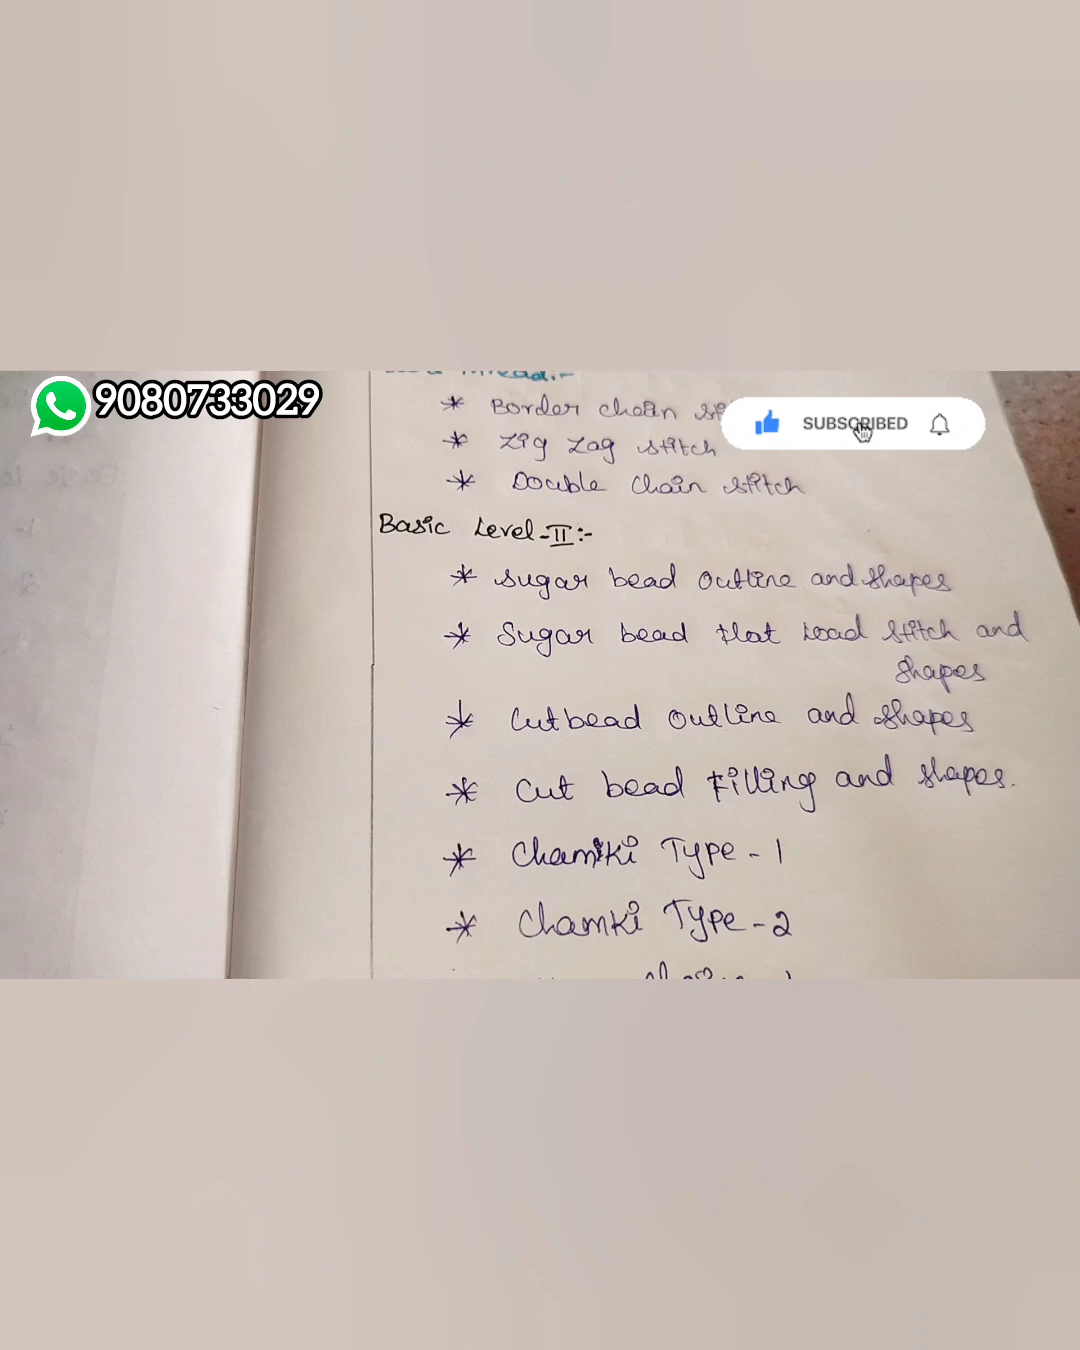 9080733029
Thread:-
* Border chain
SUBSCRIBED
* Zig Zag stitch
* Double chain stitch
Basic Level-II:-
* Sugar bead outline and shapes
* Sugar bead flat load stitch and
shapes
* Cutbead outline and shapes
* Cut bead Filling and shapes.
* Chamki Type - 1
* Chamki Type - 2